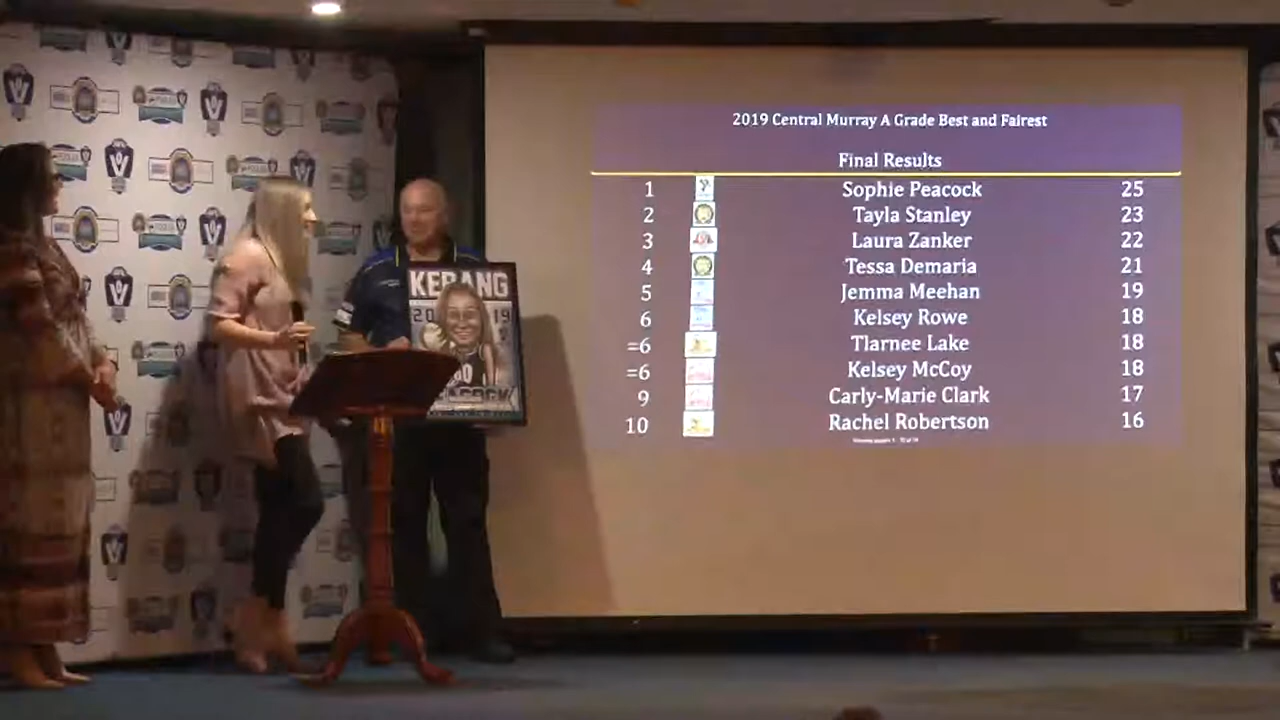 2019 Central Murray A Grade Best and Fairest
Final Results
1 Sophie Peacock 25
2 Tayla Stanley 23
3 Laura Zanker 22
4 Tessa Demaria 21
5 Jemma Meehan 19
6 Kelsey Rowe 18
=6 Tlarnee Lake 18
=6 Kelsey McCoy 18
9 Carly-Marie Clark 17
10 Rachel Robertson 16
KERANG
20 19